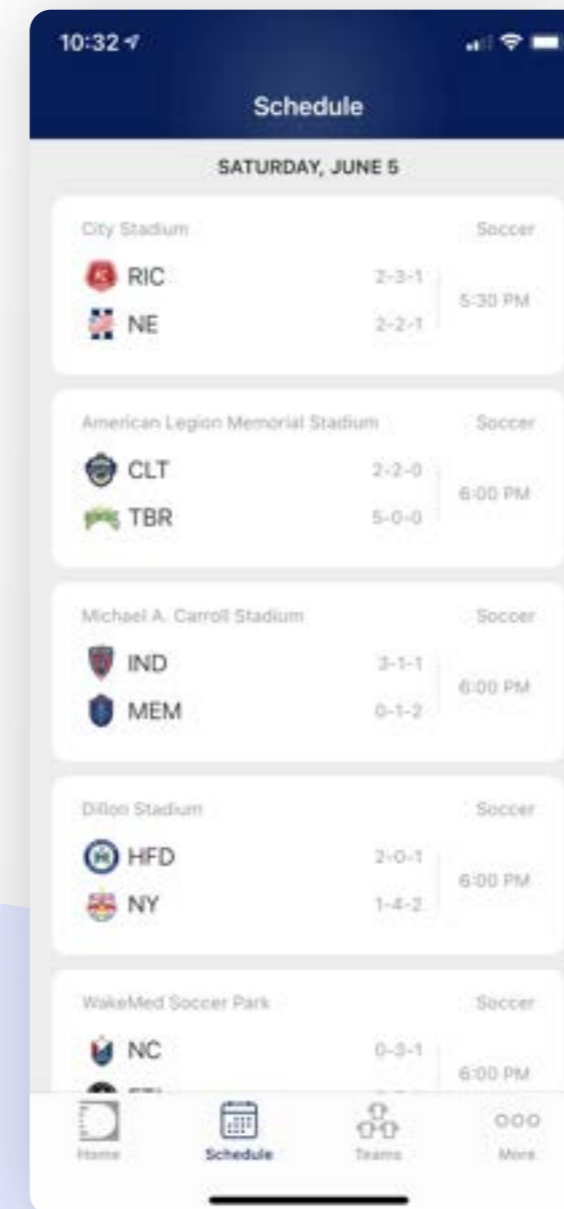 10:32
Schedule
SATURDAY, JUNE 5
City Stadium Soccer
RIC 2-3-1
5:30 PM
NE 2-2-1
American Legion Memorial Stadium Soccer
CLT 2-2-0
6:00 PM
TBR 5-0-0
Michael A. Carroll Stadium Soccer
IND 3-1-1
6:00 PM
MEM 0-1-2
Dillon Stadium Soccer
HFD 2-0-1
6:00 PM
NY 1-4-2
WakeMed Soccer Park Soccer
NC 0-3-1
6:00 PM
Home Schedule Teams More